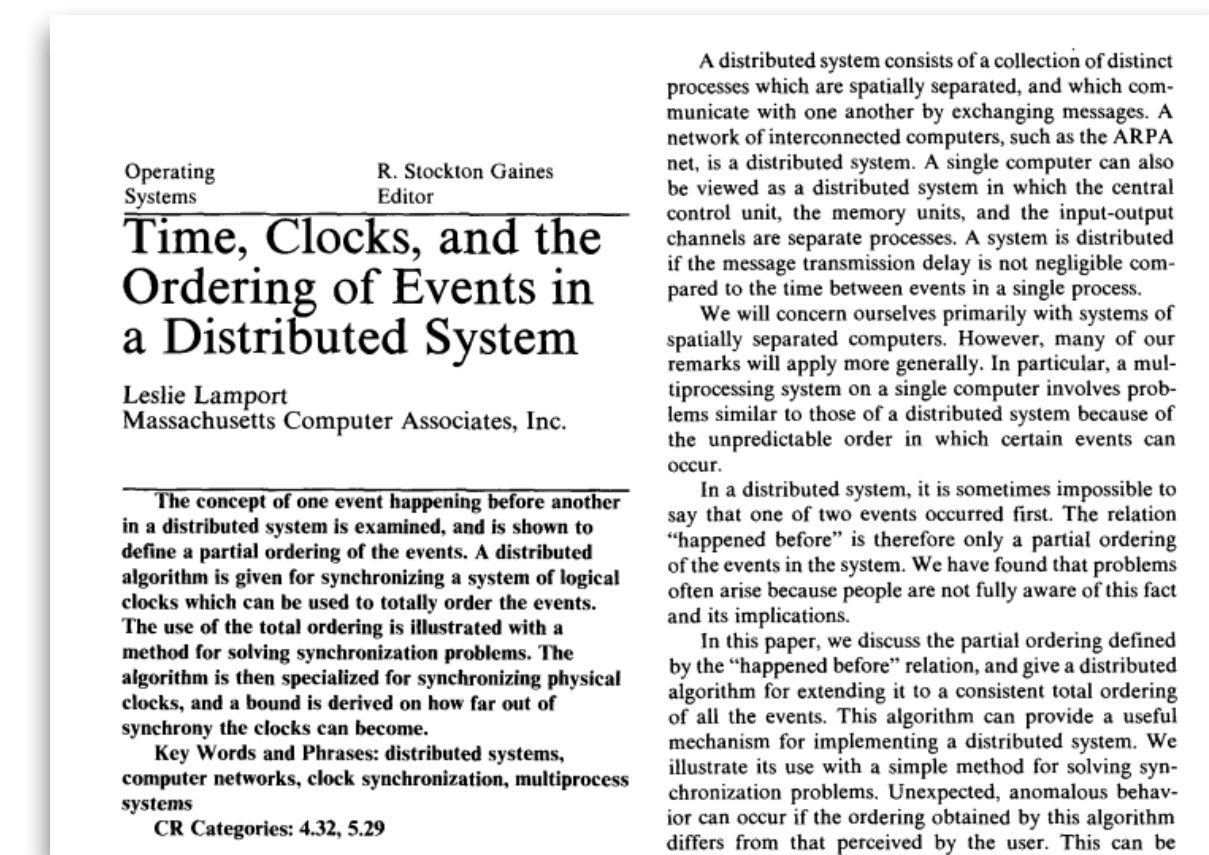 Operating
Systems
R. Stockton Gaines
Editor
Time, Clocks, and the
Ordering of Events in
a Distributed System
Leslie Lamport
Massachusetts Computer Associates, Inc.
The concept of one event happening before another
in a distributed system is examined, and is shown to
define a partial ordering of the events. A distributed
algorithm is given for synchronizing a system of logical
clocks which can be used to totally order the events.
The use of the total ordering is illustrated with a
method for solving synchronization problems. The
algorithm is then specialized for synchronizing physical
clocks, and a bound is derived on how far out of
synchrony the clocks can become.
Key Words and Phrases: distributed systems,
computer networks, clock synchronization, multiprocess
systems
CR Categories: 4.32, 5.29
A distributed system consists of a collection of distinct
processes which are spatially separated, and which com-
municate with one another by exchanging messages. A
network of interconnected computers, such as the ARPA
net, is a distributed system. A single computer can also
be viewed as a distributed system in which the central
control unit, the memory units, and the input-output
channels are separate processes. A system is distributed
if the message transmission delay is not negligible com-
pared to the time between events in a single process.
We will concern ourselves primarily with systems of
spatially separated computers. However, many of our
remarks will apply more generally. In particular, a mul-
tiprocessing system on a single computer involves prob-
lems similar to those of a distributed system because of
the unpredictable order in which certain events can
occur.
In a distributed system, it is sometimes impossible to
say that one of two events occurred first. The relation
“happened before” is therefore only a partial ordering
of the events in the system. We have found that problems
often arise because people are not fully aware of this fact
and its implications.
In this paper, we discuss the partial ordering defined
by the “happened before” relation, and give a distributed
algorithm for extending it to a consistent total ordering
of all the events. This algorithm can provide a useful
mechanism for implementing a distributed system. We
illustrate its use with a simple method for solving syn-
chronization problems. Unexpected, anomalous behav-
ior can occur if the ordering obtained by this algorithm
differs from that perceived by the user. This can be